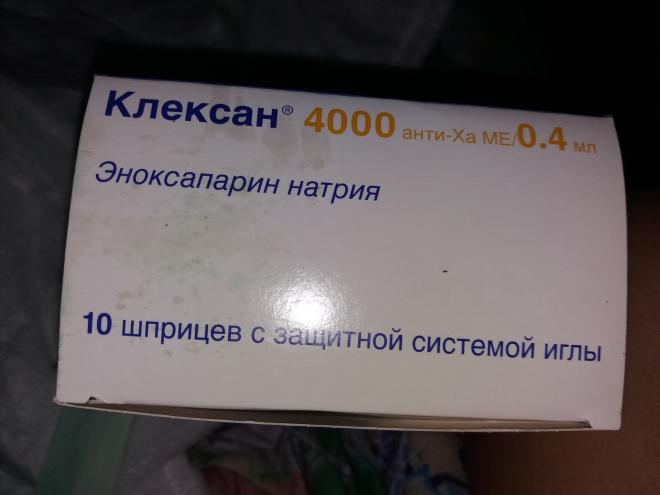 Клексан® 4000 анти-Ха МЕ/0.4 мл
Эноксапарин натрия
10 шприцев с защитной системой иглы